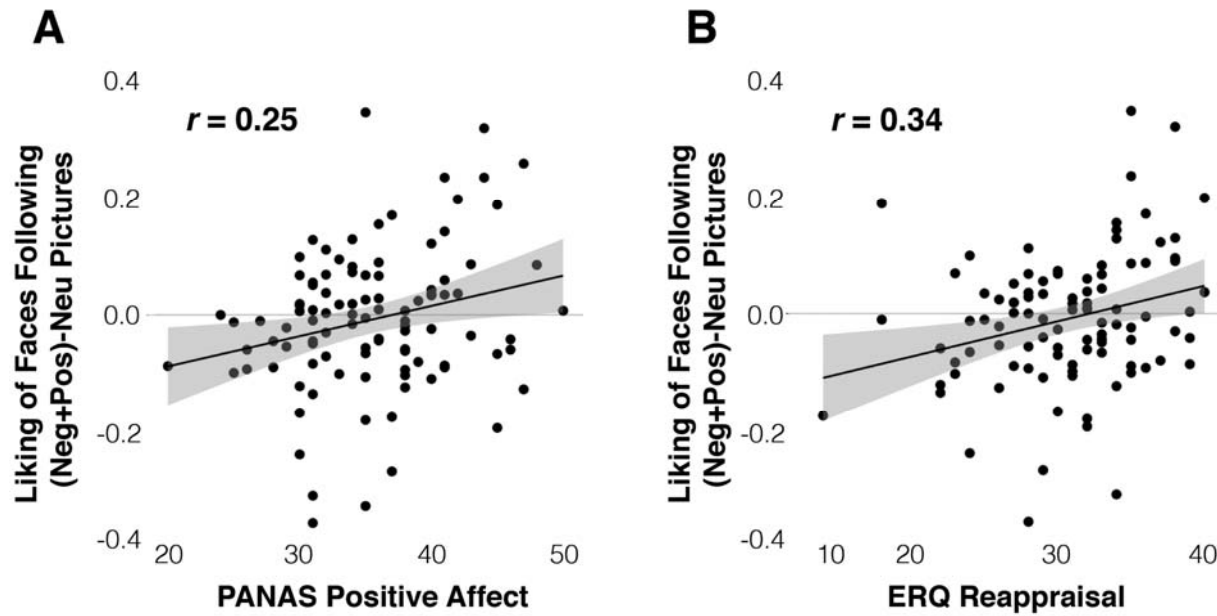 A
r = 0.25
Liking of Faces Following
(Neg+Pos)-Neu Pictures
0.4
0.2
0.0
-0.2
-0.4
20 30 40 50
PANAS Positive Affect
B
r = 0.34
Liking of Faces Following
(Neg+Pos)-Neu Pictures
0.4
0.2
0.0
-0.2
-0.4
10 20 30 40
ERQ Reappraisal